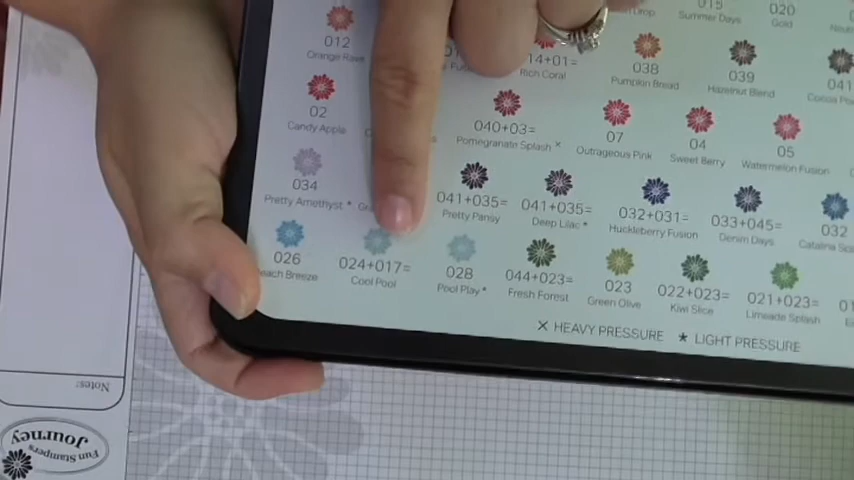 015
Summer Days
020
Gold
012
Orange
14+01=
Rich Coral
038
Pumpkin Bread
039
Hazelnut Blend
041
Cocoa
02
Candy Apple
040+03=
Pomegranate Splash ×
07
Outrageous Pink
04
Sweet Berry
05
Watermelon Fusion
034
Pretty Amethyst *
041+035=
Pretty Pansy
041+035=
Deep Lilac *
032+031=
Huckleberry Fusion
033+045=
Denim Days
032
Catalina
026
Beach Breeze
024+017=
Cool Pool
028
Pool Play *
044+023=
Fresh Forest
023
Green Olive
022+023=
Kiwi Slice
021+023=
Limeade Splash
× HEAVY PRESSURE * LIGHT PRESSURE
Notes:
Fun Stampers
Journey